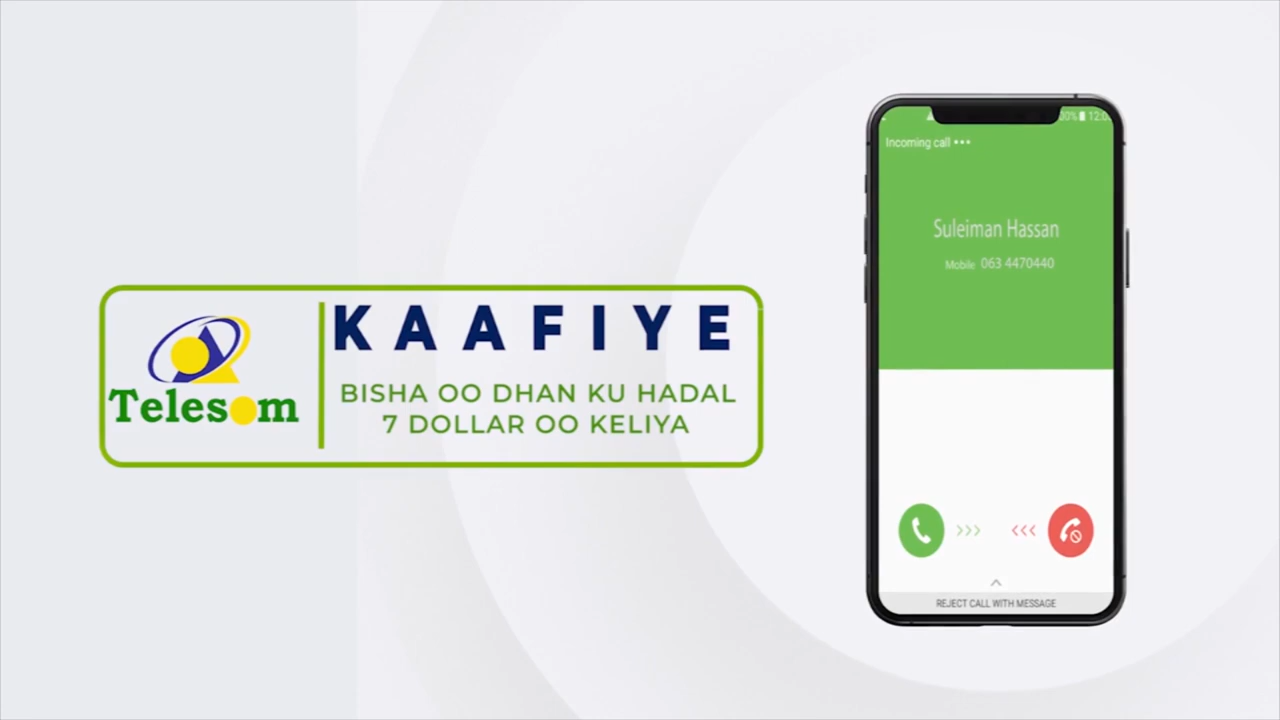 Telesom
KAAFIYE
BISHA OO DHAN KU HADAL
7 DOLLAR OO KELIYA
Incoming call •••
Suleiman Hassan
Mobile 063 4470440
REJECT CALL WITH MESSAGE